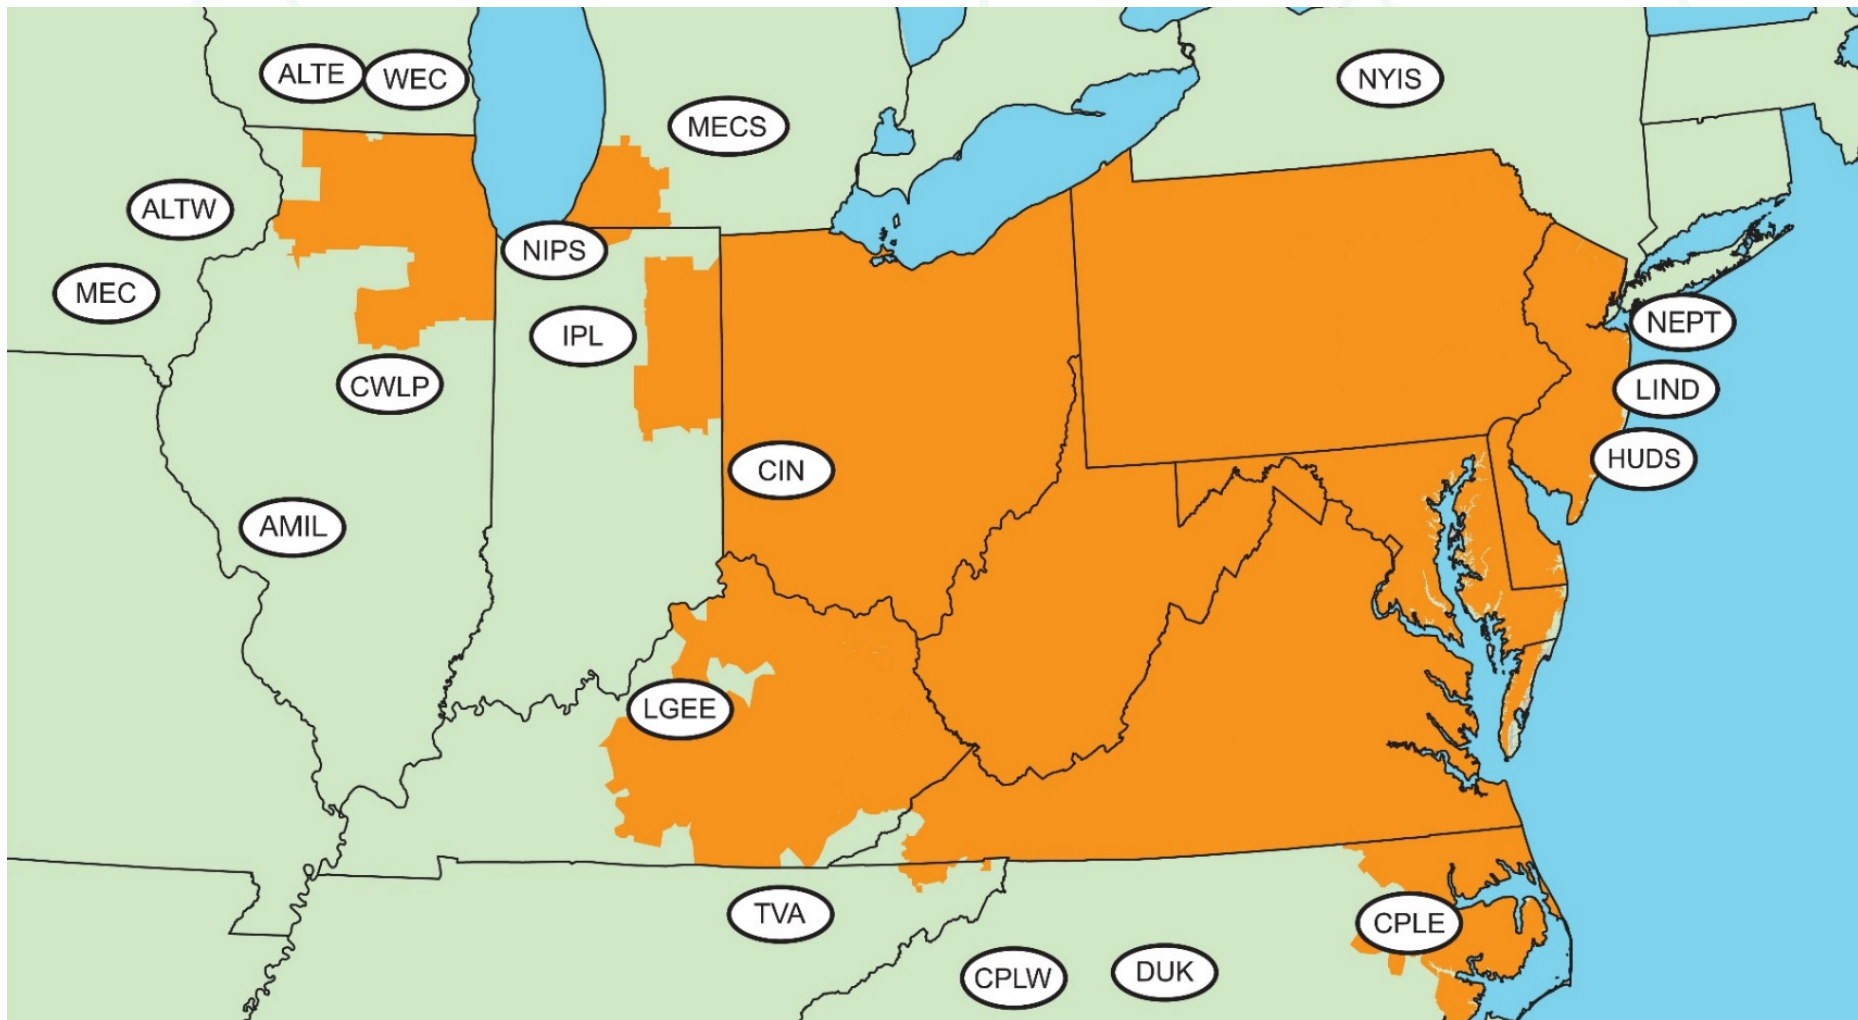 ALTE
WEC
NYIS
MECS
ALTW
NIPS
MEC
NEPT
IPL
CWLP
LIND
HUDS
CIN
AMIL
LGEE
TVA
CPLE
CPLW
DUK